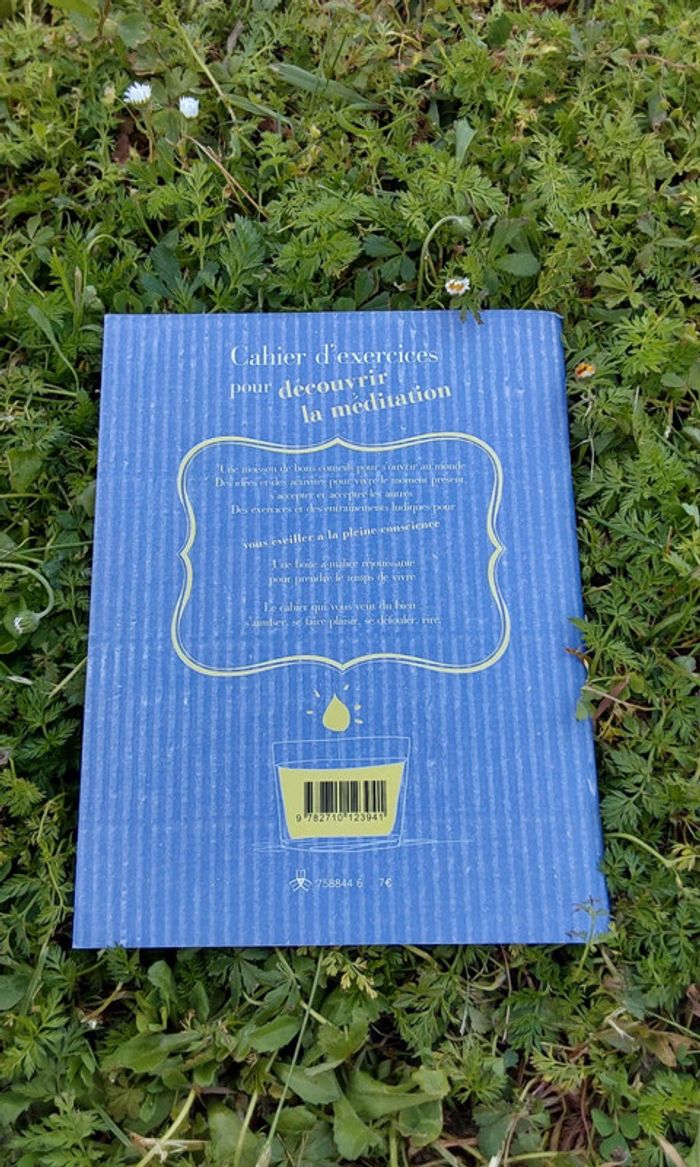 Cahier d'exercices
pour découvrir
la méditation
Une moisson de bons conseils pour s'ouvrir au monde
Des idées et des activités pour vivre le moment présent,
s'accepter et accepter les autres
Des exercices et des entraînements ludiques pour
vous éveiller à la pleine conscience
Une boîte à malice réjouissante
pour prendre le temps de vivre
Le cahier qui vous veut du bien :
s'amuser, se faire plaisir, se défouler, rire.
9 782710 123941
758844 6 7€